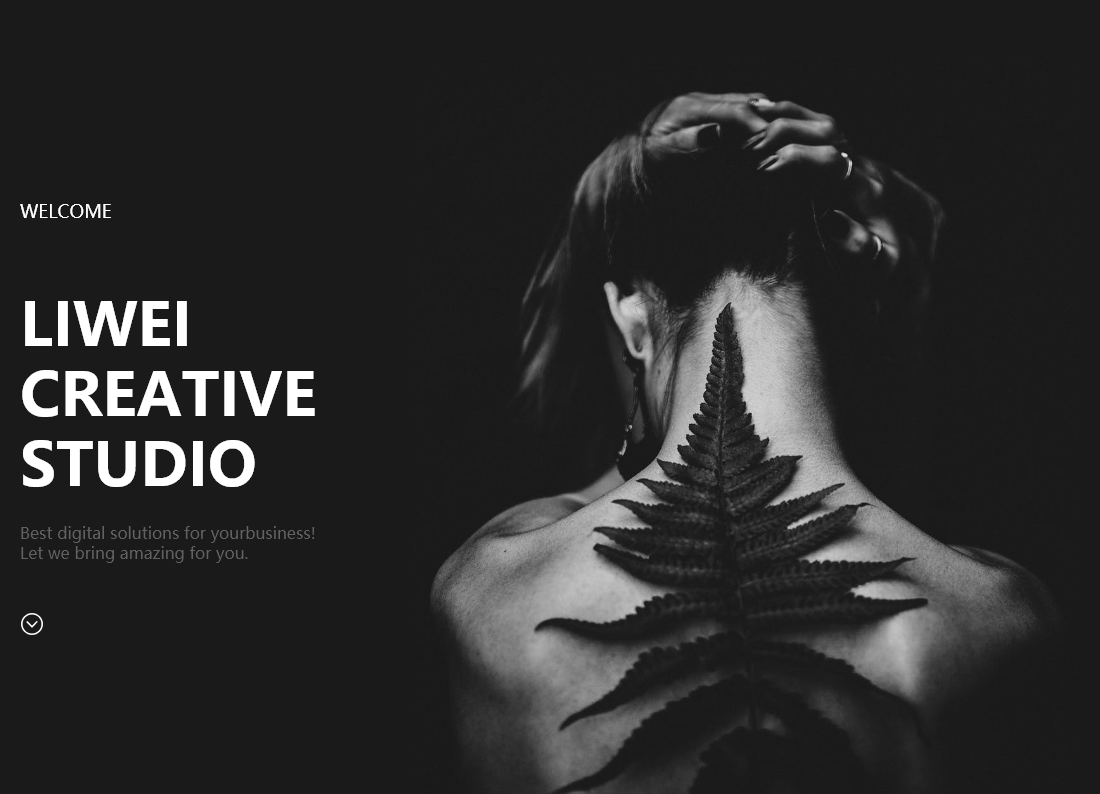 WELCOME
LIWEI
CREATIVE
STUDIO
Best digital solutions for yourbusiness!
Let we bring amazing for you.